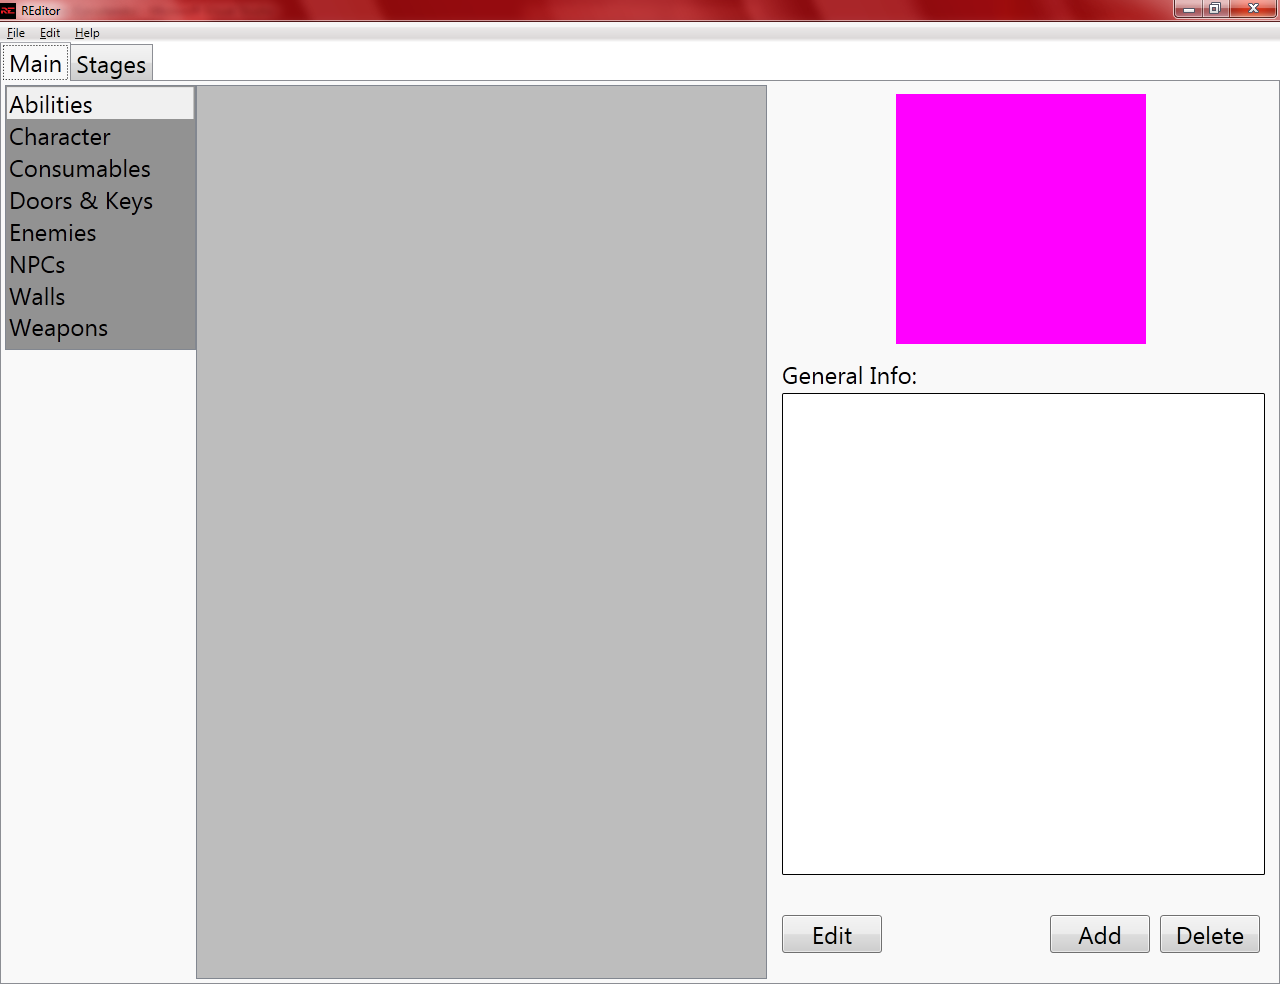 REditor
File Edit Help
Main Stages
Abilities
Character
Consumables
Doors & Keys
Enemies
NPCs
Walls
Weapons
General Info:
Edit Add Delete